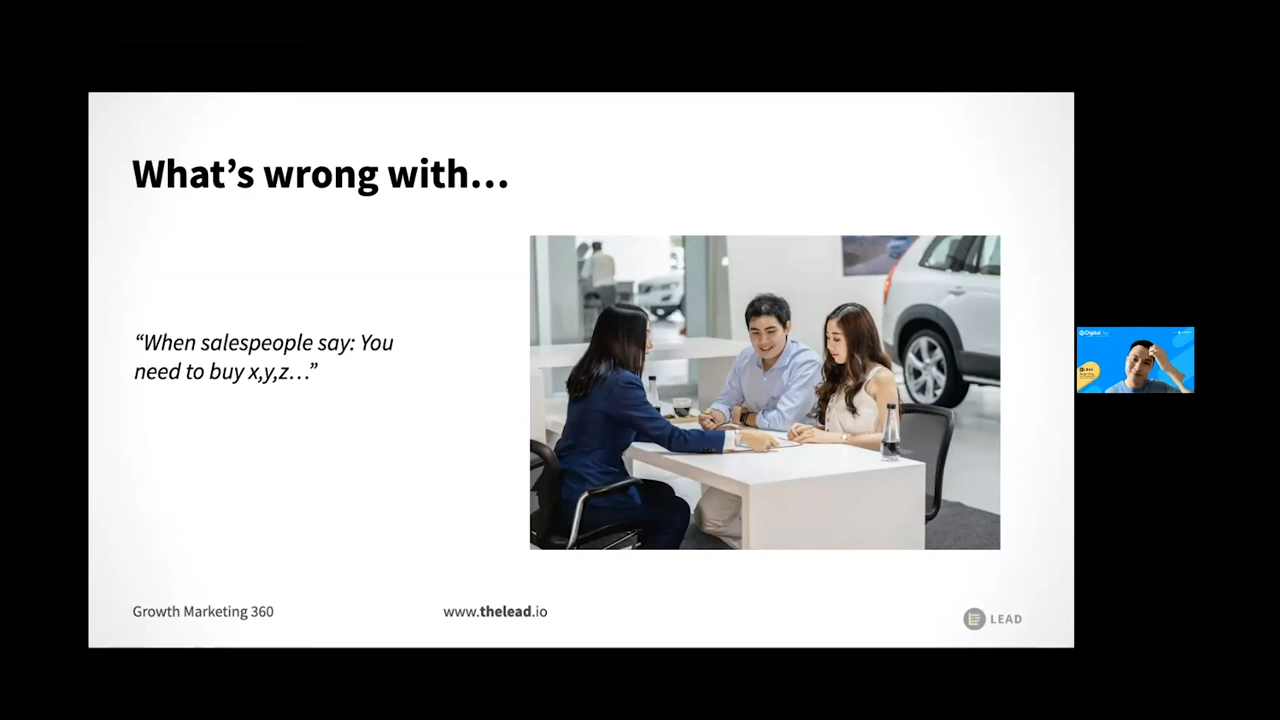 What's wrong with...
“When salespeople say: You
need to buy x,y,z...”
Growth Marketing 360
www.thelead.io
LEAD